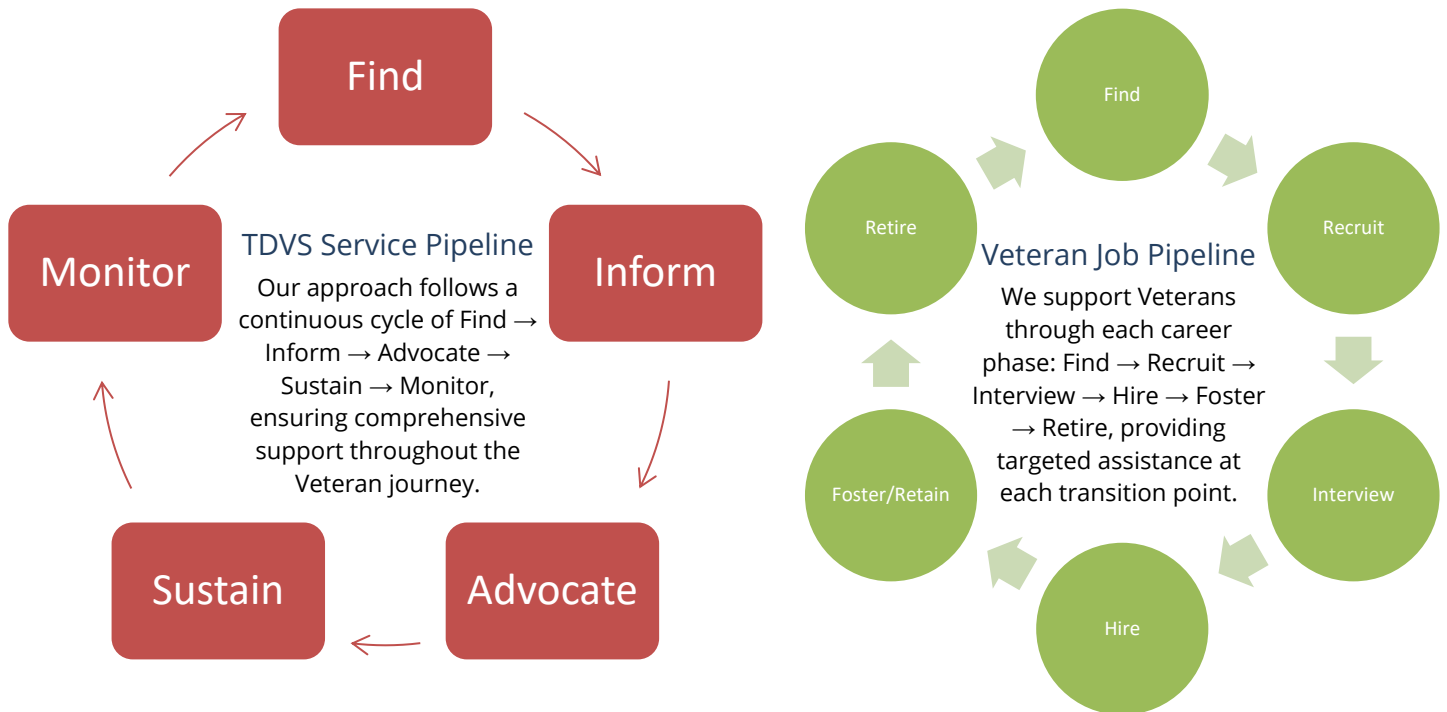 Find
Inform
Advocate
Sustain
Monitor
TDVS Service Pipeline
Our approach follows a
continuous cycle of Find →
Inform → Advocate →
Sustain → Monitor,
ensuring comprehensive
support throughout the
Veteran journey.
Find
Recruit
Interview
Hire
Foster/Retain
Retire
Veteran Job Pipeline
We support Veterans
through each career
phase: Find → Recruit →
Interview → Hire → Foster
→ Retire, providing
targeted assistance at
each transition point.